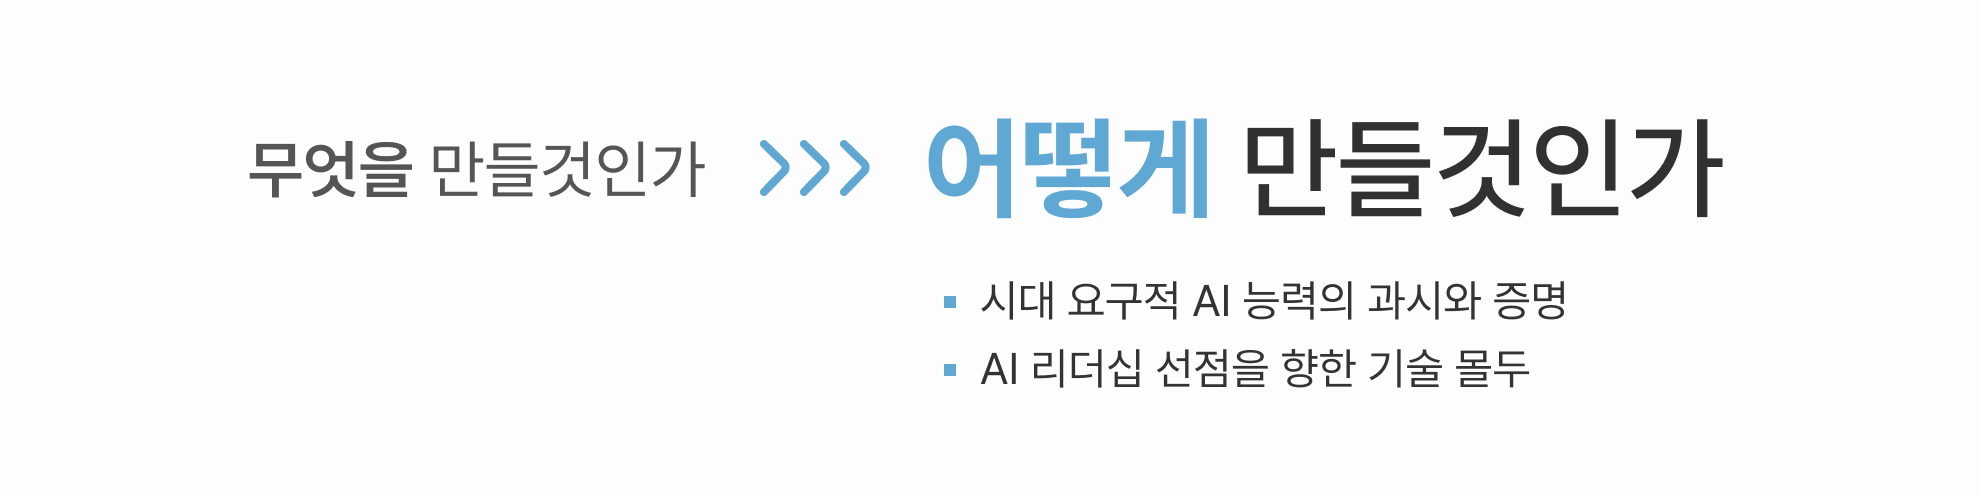 무엇을 만들것인가
어떻게 만들것인가
시대 요구적 AI 능력의 과시와 증명
AI 리더십 선점을 향한 기술 몰두